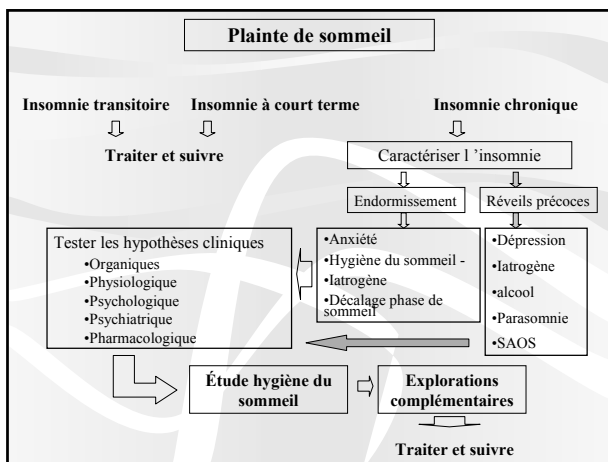 Plainte de sommeil
Insomnie transitoire
Insomnie à court terme
Insomnie chronique
Traiter et suivre
Caractériser l ’insomnie
Endormissement
Réveils précoces
Tester les hypothèses cliniques
•Organiques
•Physiologique
•Psychologique
•Psychiatrique
•Pharmacologique
•Anxiété
•Hygiène du sommeil -
•Iatrogène
•Décalage phase de
sommeil
•Dépression
•Iatrogène
•alcool
•Parasomnie
•SAOS
Étude hygiène du
sommeil
Explorations
complémentaires
Traiter et suivre